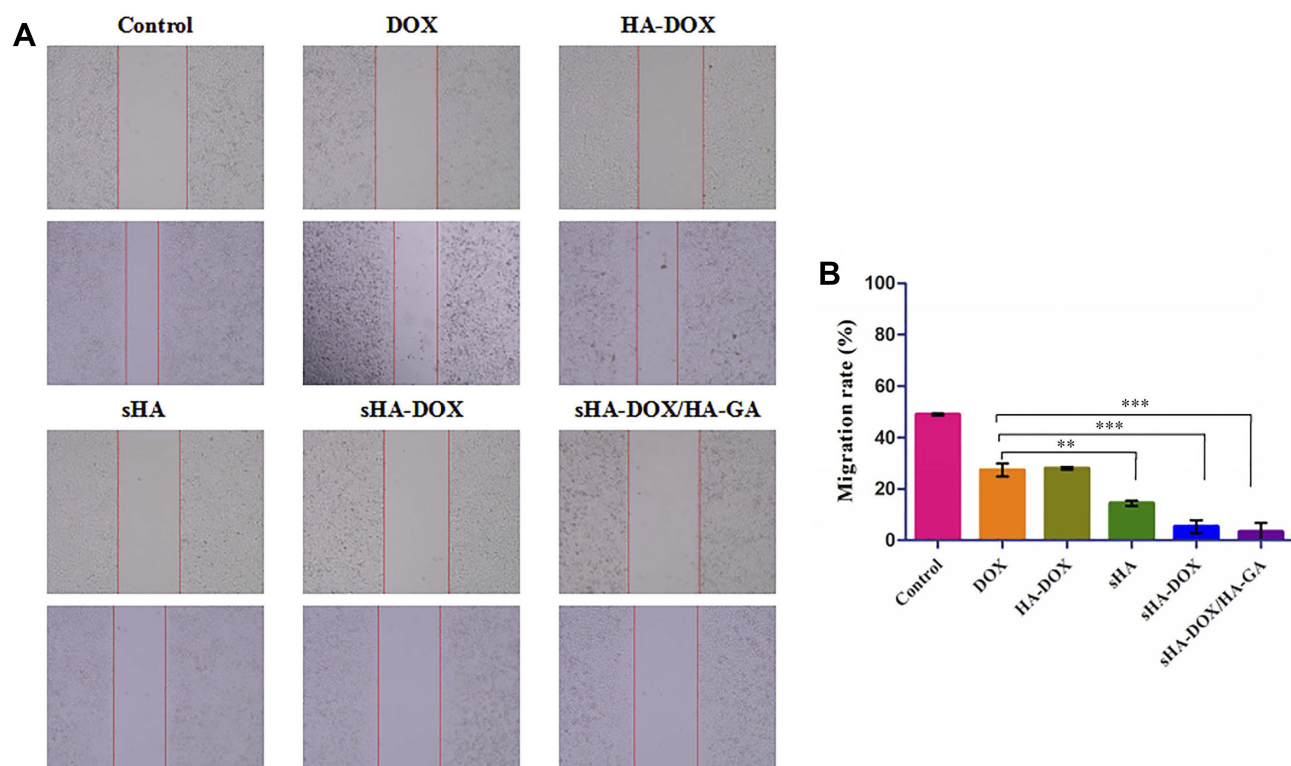 A
Control
DOX
HA-DOX
sHA
sHA-DOX
sHA-DOX/HA-GA
B
Migration rate (%)
100
80
60
40
20
0
***
***
**
Control
DOX
HA-DOX
sHA
sHA-DOX
sHA-DOX/HA-GA